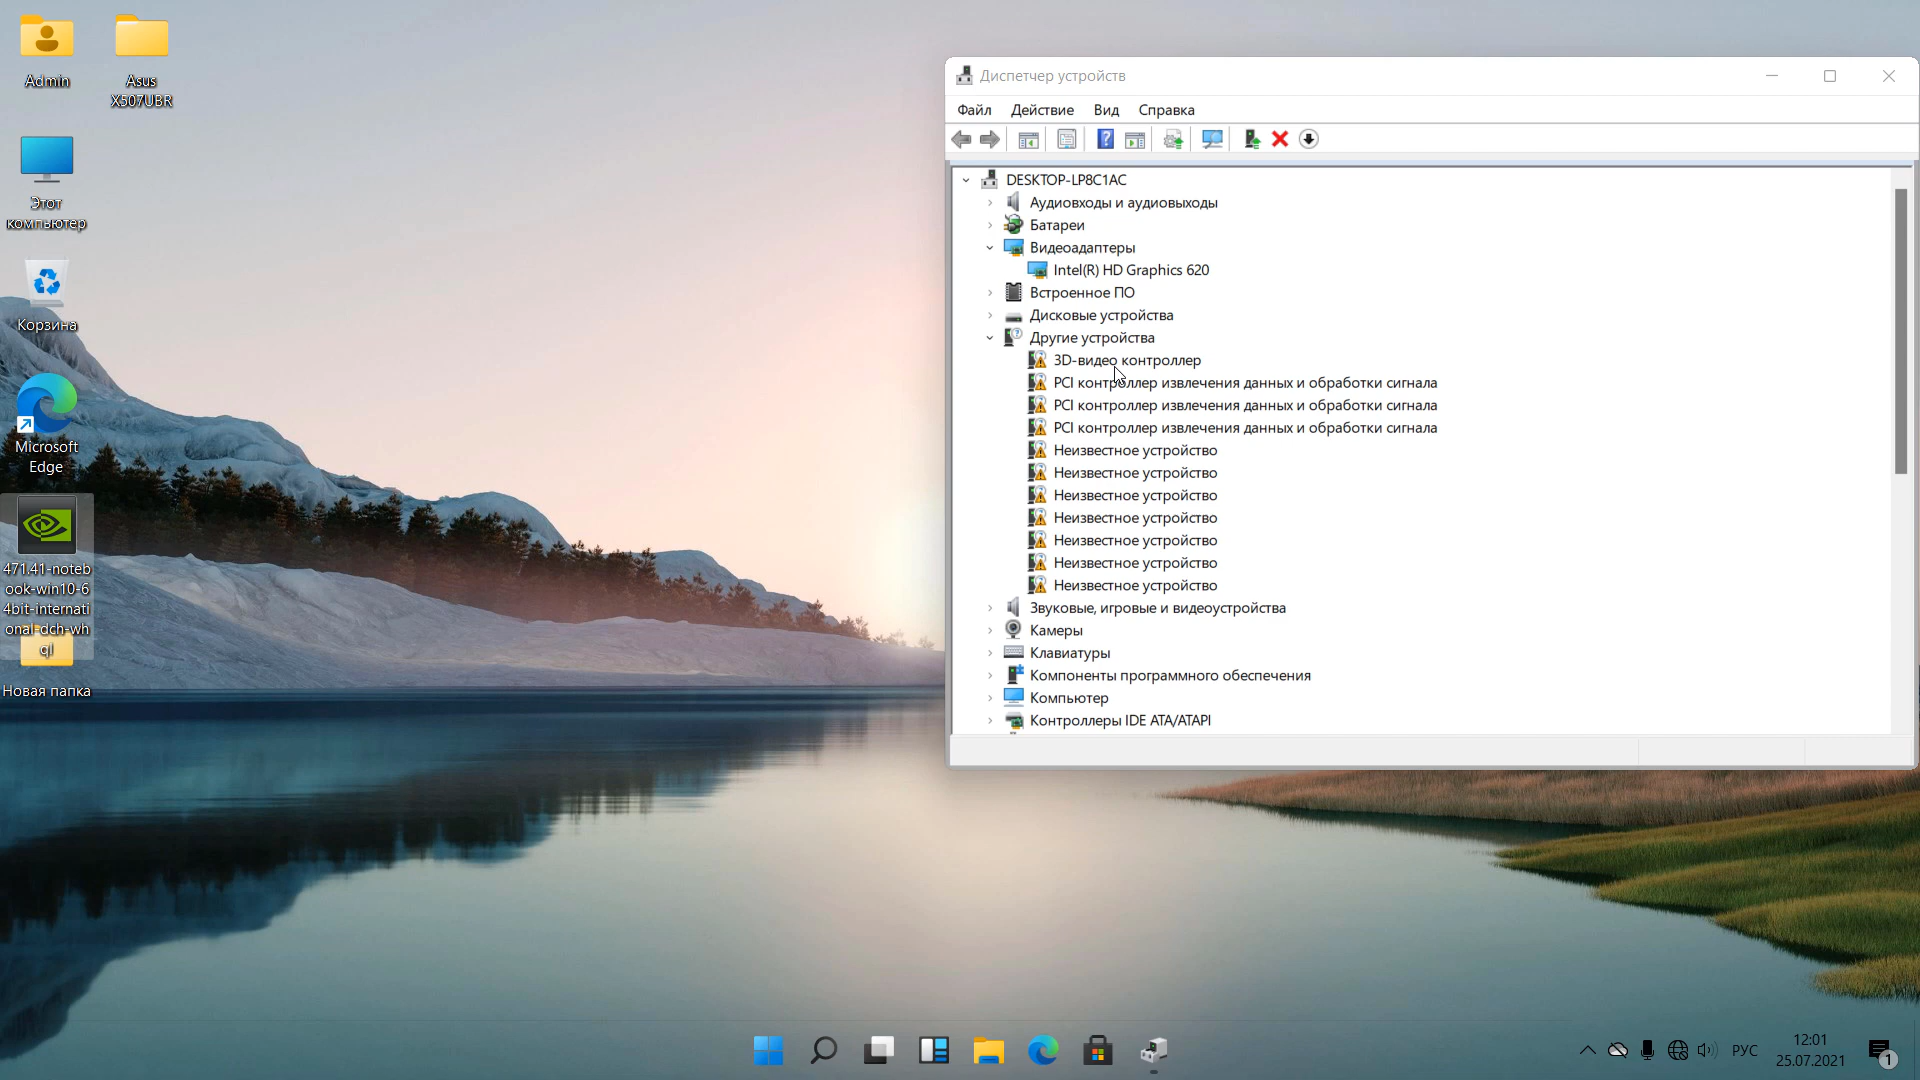 Admin
Asus
X507UBR
Этот
компьютер
Корзина
Microsoft
Edge
471.41-noteb
ook-win10-6
4bit-internati
onal-dch-wh
ql
Новая папка
Диспетчер устройств
Файл Действие Вид Справка
DESKTOP-LP8C1AC
Аудиовходы и аудиовыходы
Батареи
Видеоадаптеры
Intel(R) HD Graphics 620
Встроенное ПО
Дисковые устройства
Другие устройства
3D-видео контроллер
PCI контроллер извлечения данных и обработки сигнала
PCI контроллер извлечения данных и обработки сигнала
PCI контроллер извлечения данных и обработки сигнала
Неизвестное устройство
Неизвестное устройство
Неизвестное устройство
Неизвестное устройство
Неизвестное устройство
Неизвестное устройство
Неизвестное устройство
Звуковые, игровые и видеоустройства
Камеры
Клавиатуры
Компоненты программного обеспечения
Компьютер
Контроллеры IDE ATA/ATAPI
РУС
12:01
25.07.2021
1